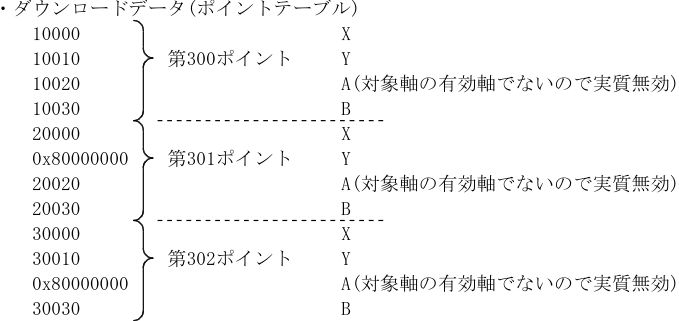 ・ダウンロードデータ(ポイントテーブル)
10000 X
10010 第300ポイント Y
10020 A(対象軸の有効軸でないので実質無効)
10030 B
20000 X
0x80000000 第301ポイント Y
20020 A(対象軸の有効軸でないので実質無効)
20030 B
30000 X
30010 第302ポイント Y
0x80000000 A(対象軸の有効軸でないので実質無効)
30030 B